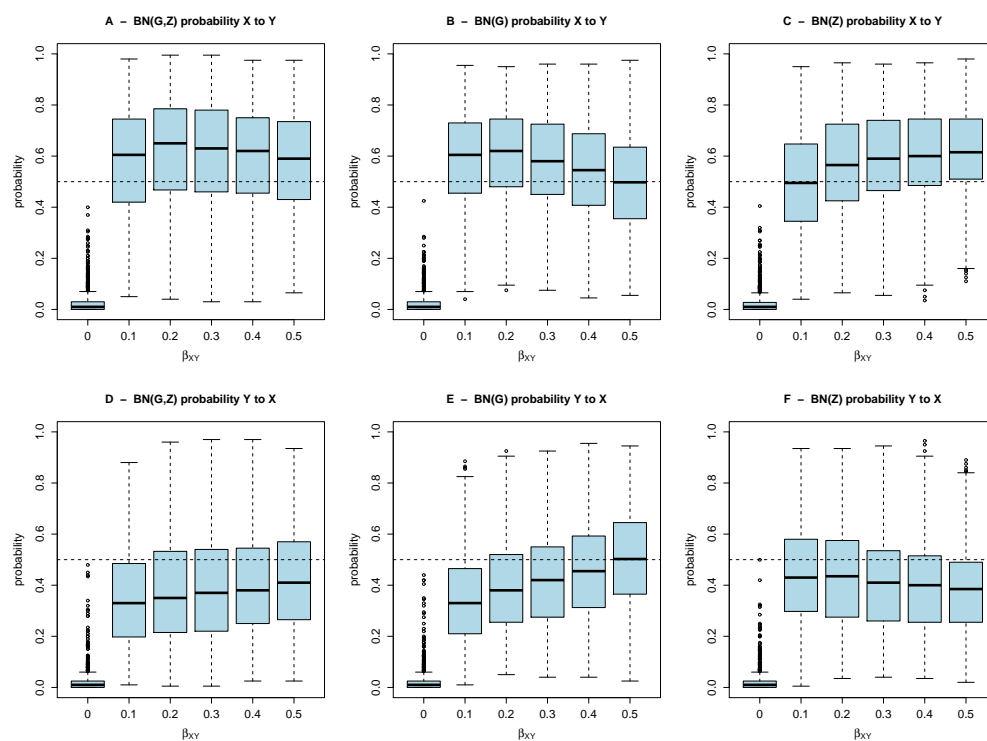 A – BN(G,Z) probability X to Y
probability
0.0 0.2 0.4 0.6 0.8 1.0
0 0.1 0.2 0.3 0.4 0.5
βXY
B – BN(G) probability X to Y
probability
0.0 0.2 0.4 0.6 0.8 1.0
0 0.1 0.2 0.3 0.4 0.5
βXY
C – BN(Z) probability X to Y
probability
0.0 0.2 0.4 0.6 0.8 1.0
0 0.1 0.2 0.3 0.4 0.5
βXY
D – BN(G,Z) probability Y to X
probability
0.0 0.2 0.4 0.6 0.8 1.0
0 0.1 0.2 0.3 0.4 0.5
βXY
E – BN(G) probability Y to X
probability
0.0 0.2 0.4 0.6 0.8 1.0
0 0.1 0.2 0.3 0.4 0.5
βXY
F – BN(Z) probability Y to X
probability
0.0 0.2 0.4 0.6 0.8 1.0
0 0.1 0.2 0.3 0.4 0.5
βXY